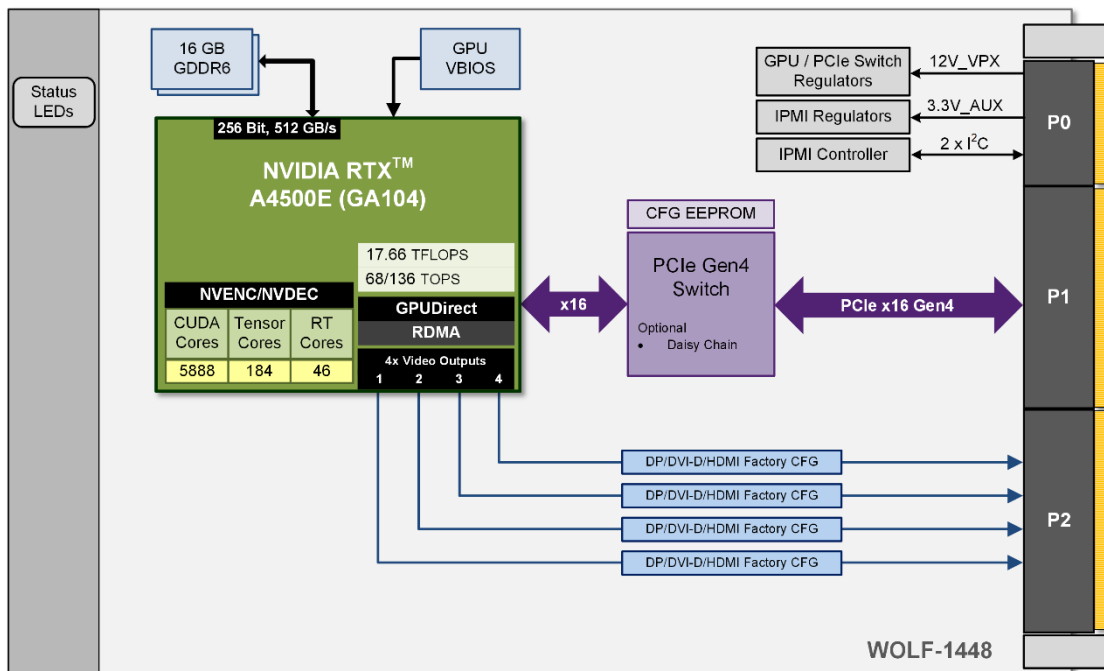 Status
LEDs
16 GB
GDDR6
GPU
VBIOS
256 Bit, 512 GB/s
NVIDIA RTX™
A4500E (GA104)
17.66 TFLOPS
68/136 TOPS
NVENC/NVDEC
CUDA
Cores
Tensor
Cores
RT
Cores
5888
184
46
GPUDirect
RDMA
4x Video Outputs
1 2 3 4
x16
CFG EEPROM
PCIe Gen4
Switch
Optional
• Daisy Chain
PCIe x16 Gen4
GPU / PCIe Switch
Regulators
12V_VPX
IPMI Regulators
3.3V_AUX
IPMI Controller
2 x I²C
P0
P1
P2
DP/DVI-D/HDMI Factory CFG
DP/DVI-D/HDMI Factory CFG
DP/DVI-D/HDMI Factory CFG
DP/DVI-D/HDMI Factory CFG
WOLF-1448